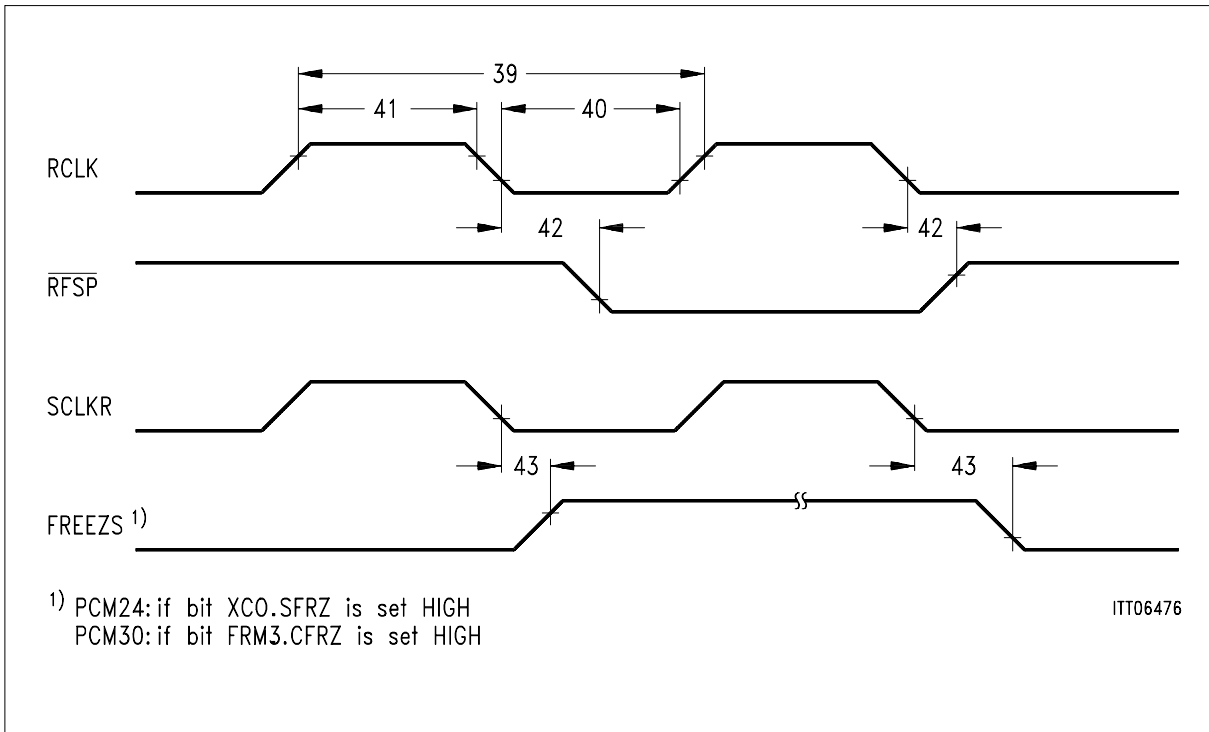 39
41 40
RCLK
42 42
RFSP
SCLKR
43 43
FREEZS 1)
1) PCM24: if bit XC0.SFRZ is set HIGH
PCM30: if bit FRM3.CFRZ is set HIGH
ITT06476